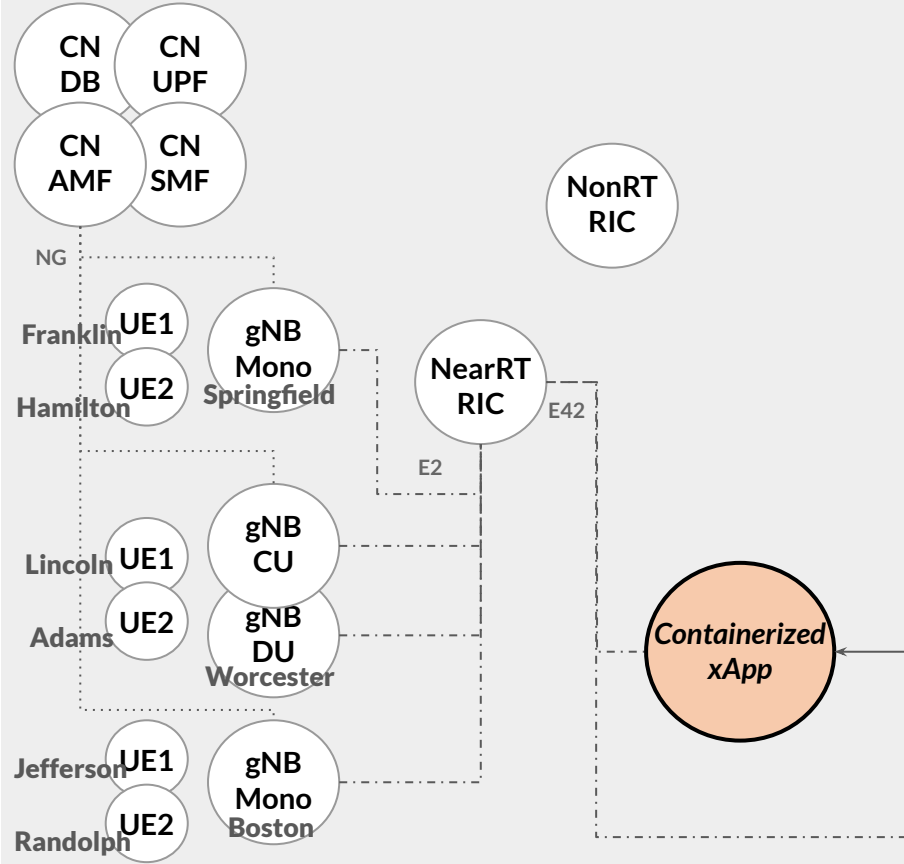 CN
DB
CN
UPF
CN
AMF
CN
SMF
NonRT
RIC
NG
Franklin
UE1
gNB
Mono
Springfield
UE2
Hamilton
NearRT
RIC
E42
E2
gNB
CU
Lincoln
UE1
Adams
UE2
gNB
DU
Worcester
Containerized
xApp
Jefferson
UE1
gNB
Mono
Boston
UE2
Randolph